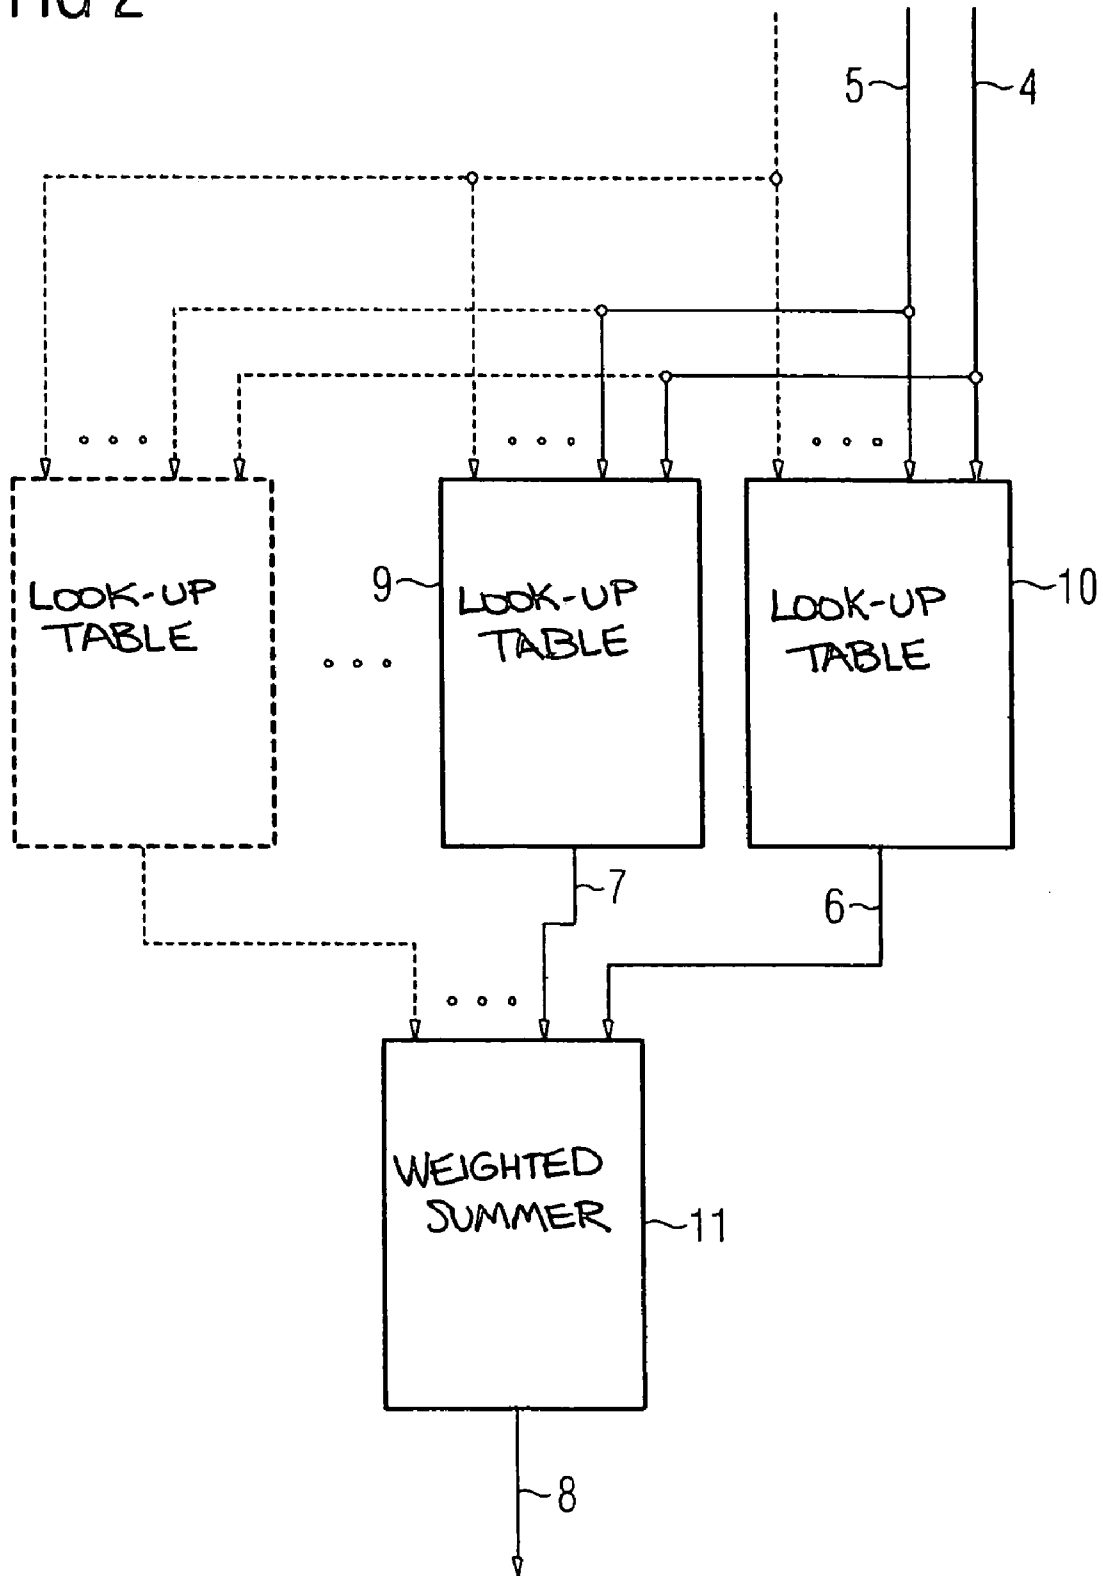 FIG 2
5
4
LOOK-UP
TABLE
9
LOOK-UP
TABLE
LOOK-UP
TABLE
10
7
6
WEIGHTED
SUMMER
11
8